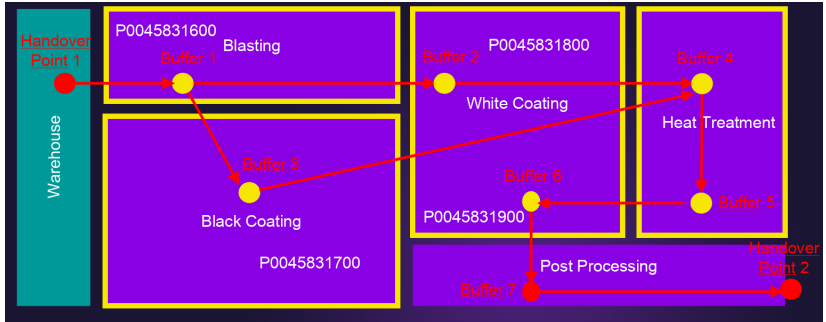 Handover
Point 1
P0045831600
Blasting
Buffer 1
Buffer 2
P0045831800
Buffer 4
White Coating
Heat Treatment
Warehouse
Buffer 3
Black Coating
Buffer 6
P0045831900
Buffer 5
P0045831700
Post Processing
Handover
Point 2
Buffer 7